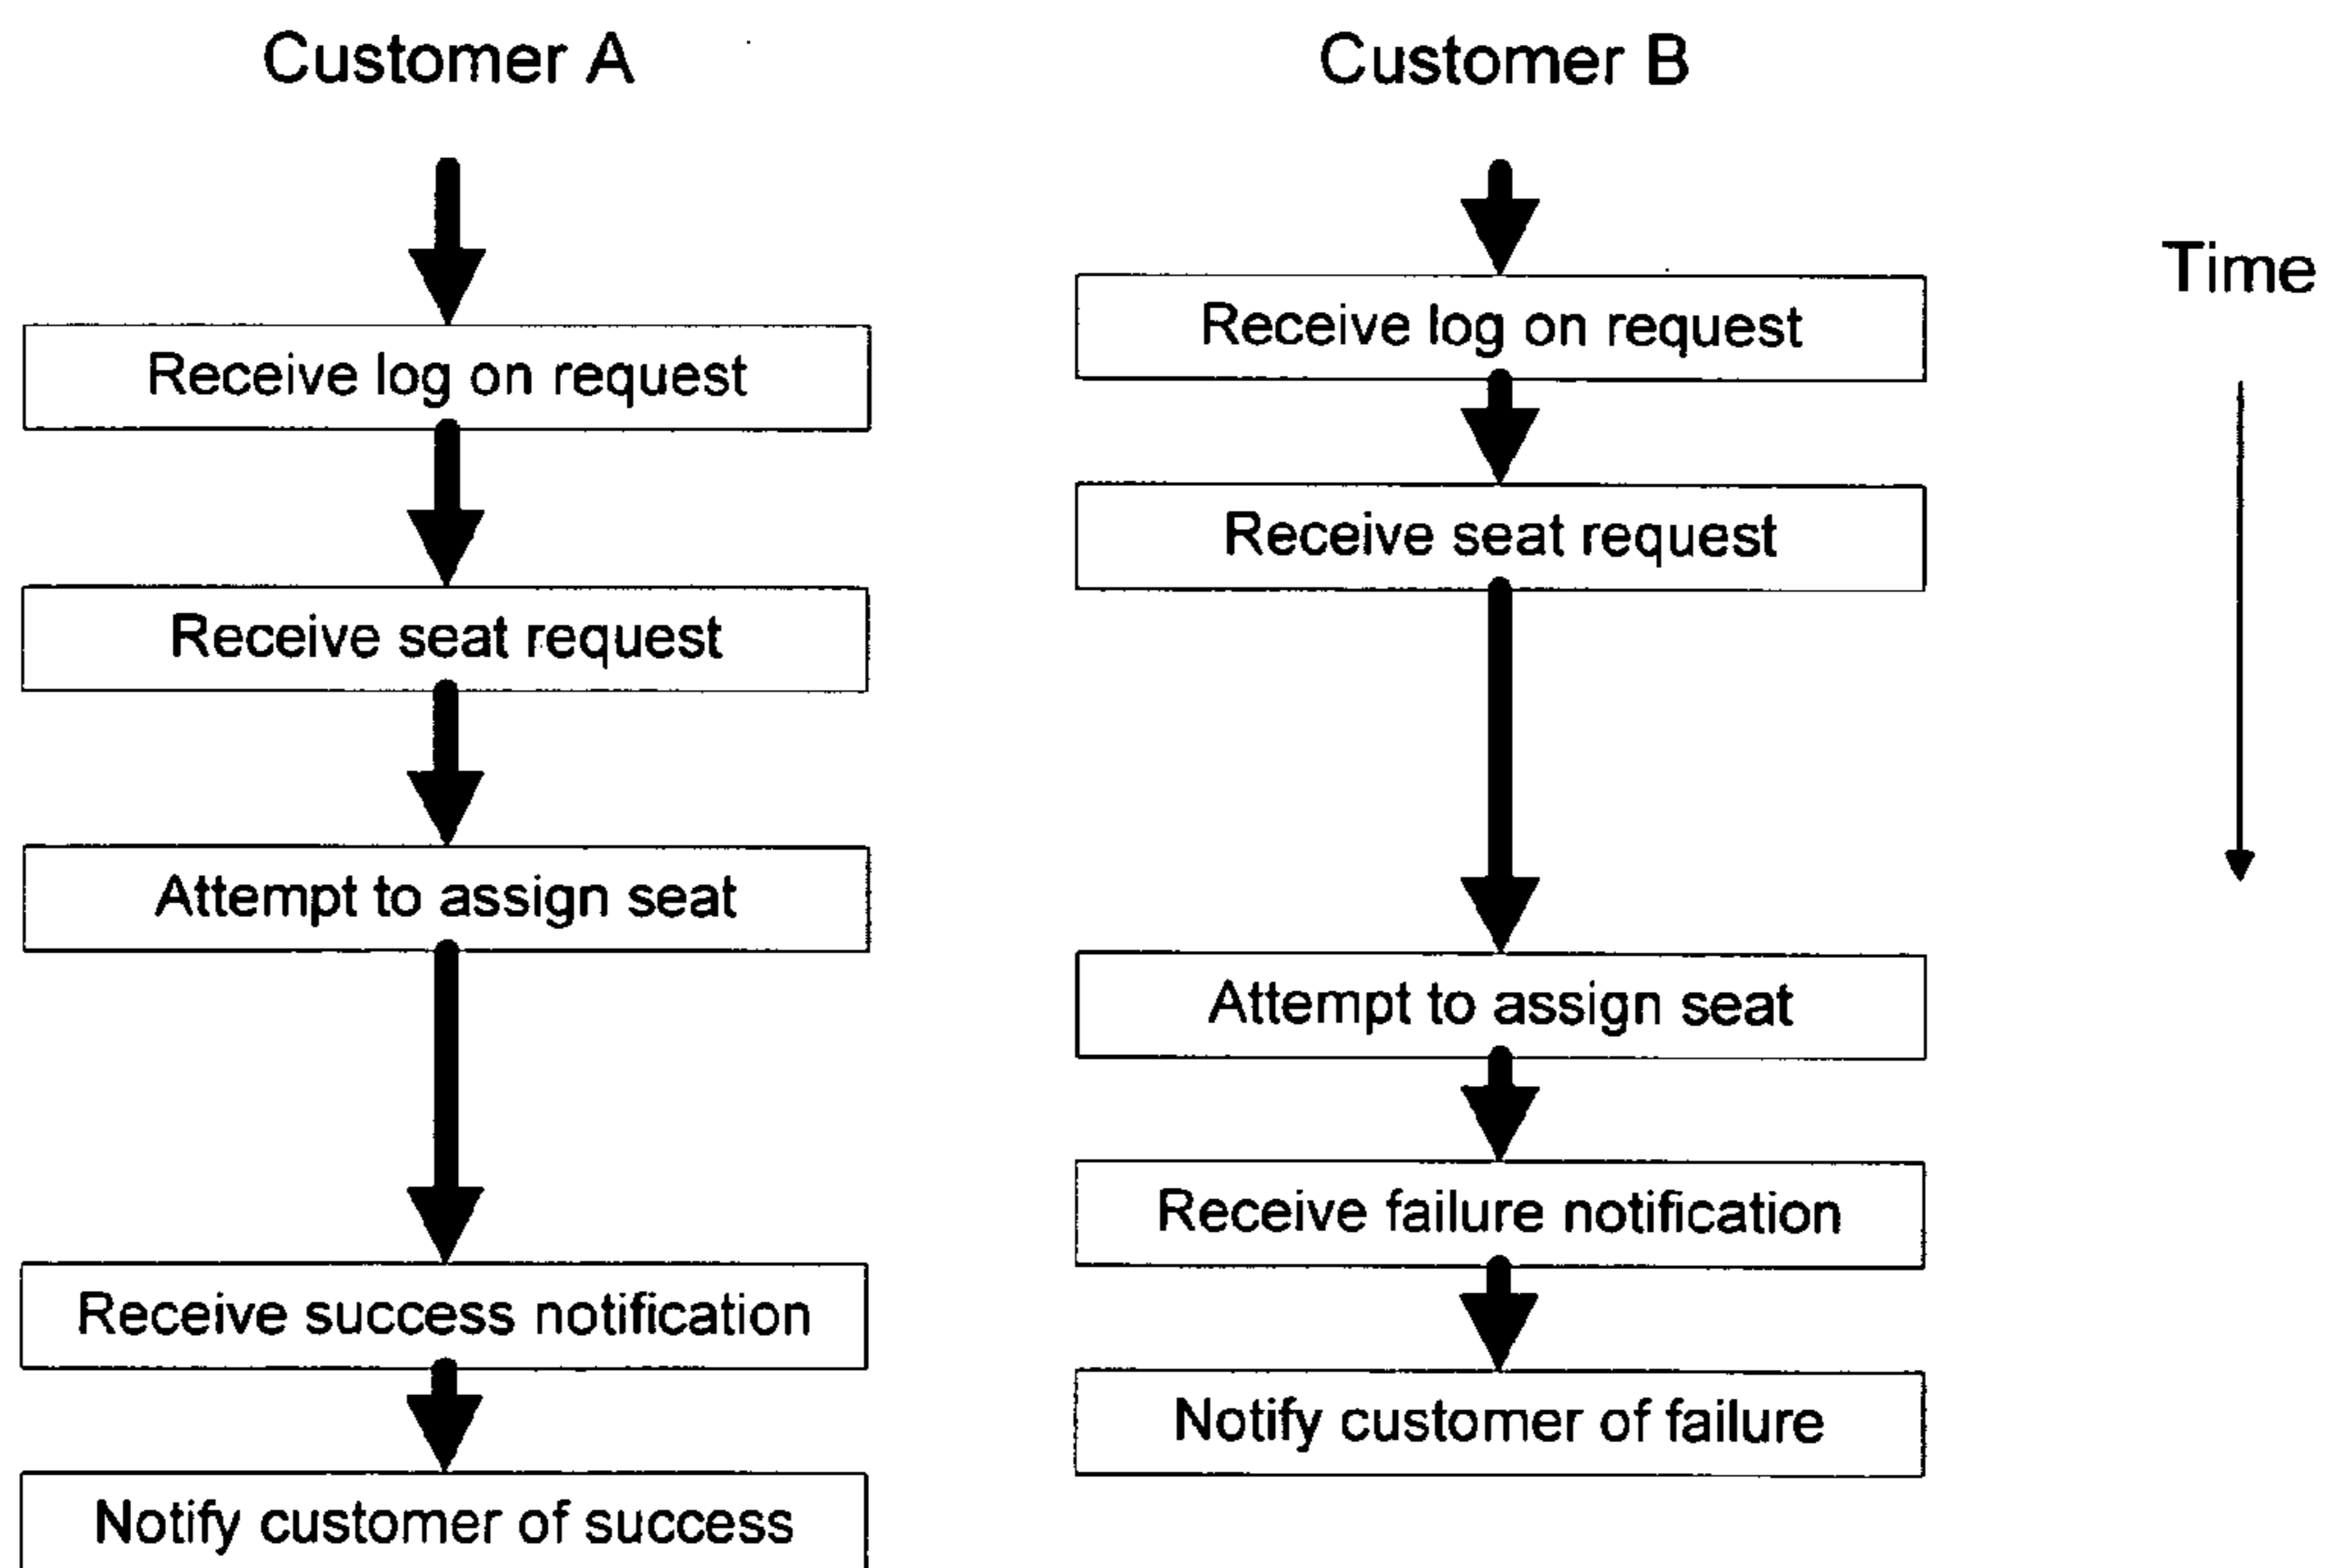 Customer A
Receive log on request
Receive seat request
Attempt to assign seat
Receive success notification
Notify customer of success
Customer B
Receive log on request
Receive seat request
Attempt to assign seat
Receive failure notification
Notify customer of failure
Time